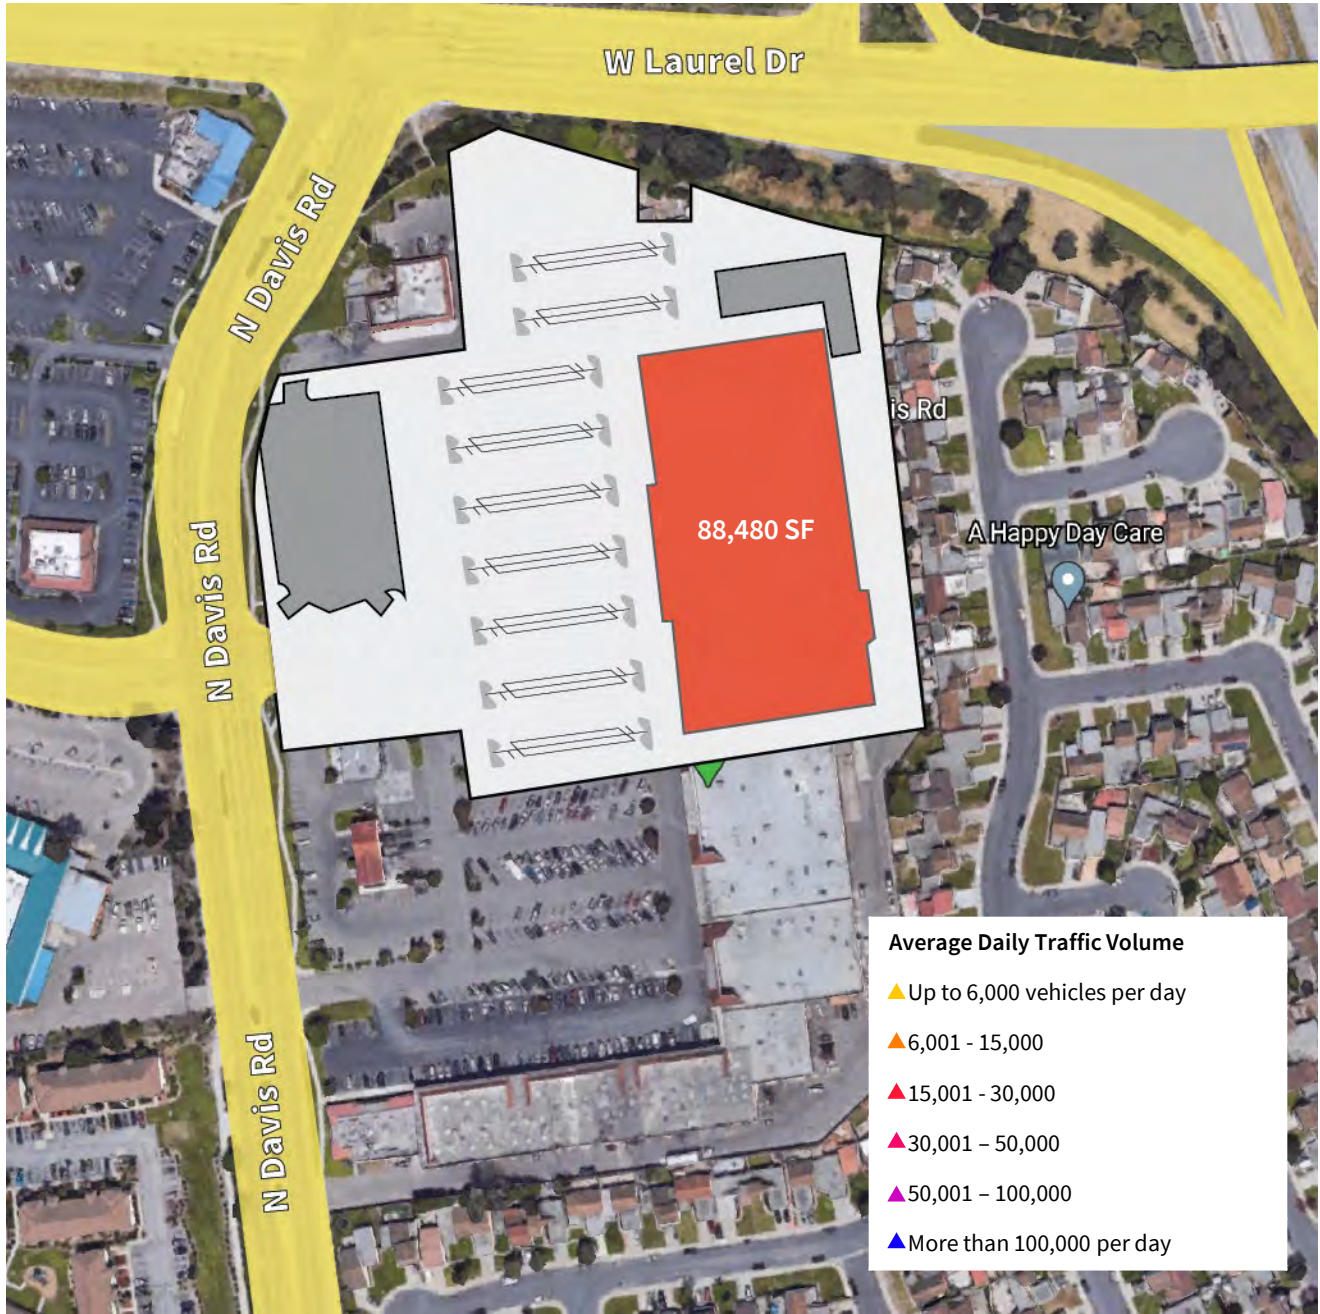 W Laurel Dr
N Davis Rd
is Rd
88,480 SF
A Happy Day Care
N Davis Rd
Average Daily Traffic Volume
Up to 6,000 vehicles per day
6,001 - 15,000
15,001 - 30,000
30,001 – 50,000
50,001 – 100,000
More than 100,000 per day
N Davis Rd